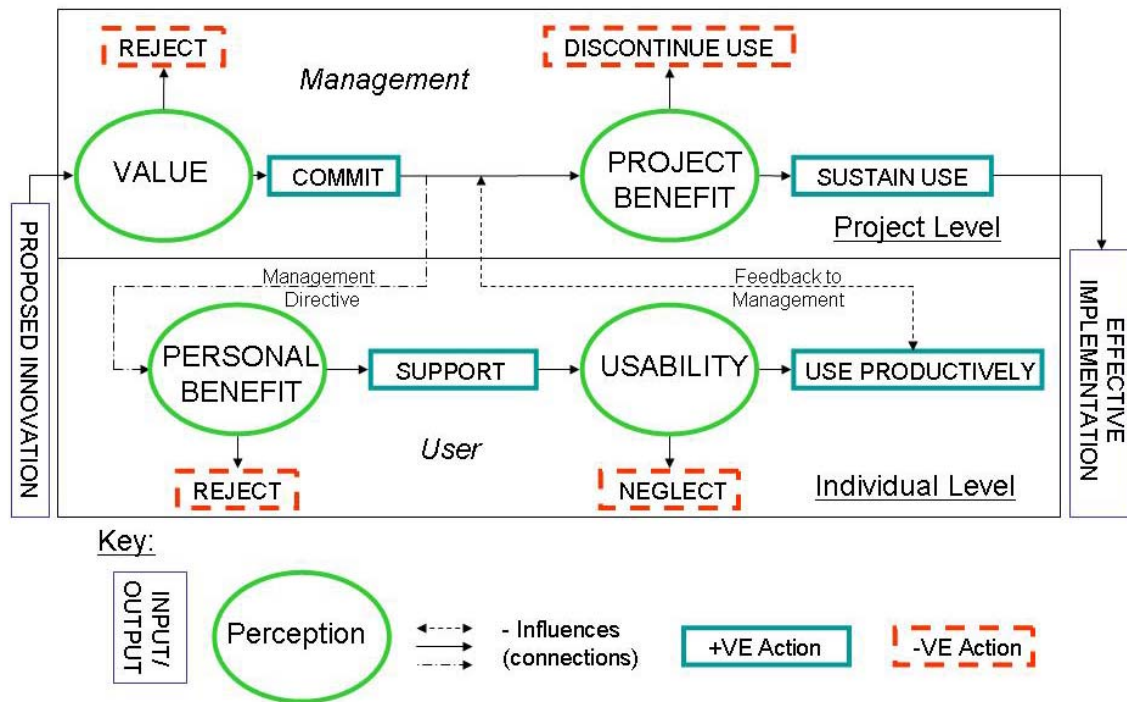 REJECT
DISCONTINUE USE
Management
VALUE
COMMIT
PROJECT
BENEFIT
SUSTAIN USE
Project Level
PROPOSED INNOVATION
Management
Directive
Feedback to
Management
EFFECTIVE
IMPLEMENTATION
PERSONAL
BENEFIT
SUPPORT
USABILITY
USE PRODUCTIVELY
User
REJECT
NEGLECT
Individual Level
Key:
INPUT/
OUTPUT
Perception
- Influences
(connections)
+VE Action
-VE Action